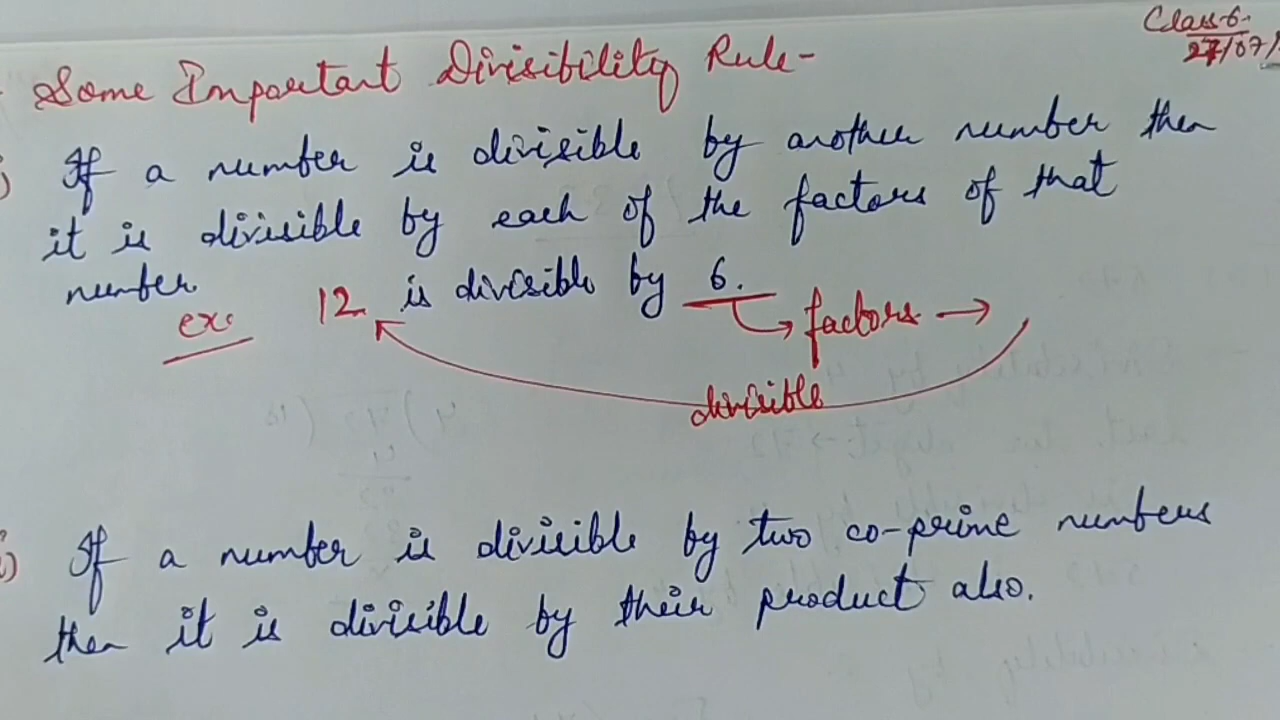 Class-6.
27/07/
Some Important Divisibility Rule-
If a number is divisible by another number then
it is divisible by each of the factors of that
number.
ex: 12 is divisible by 6.
factors →
divisible
If a number is divisible by two co-prime numbers
then it is divisible by their product also.